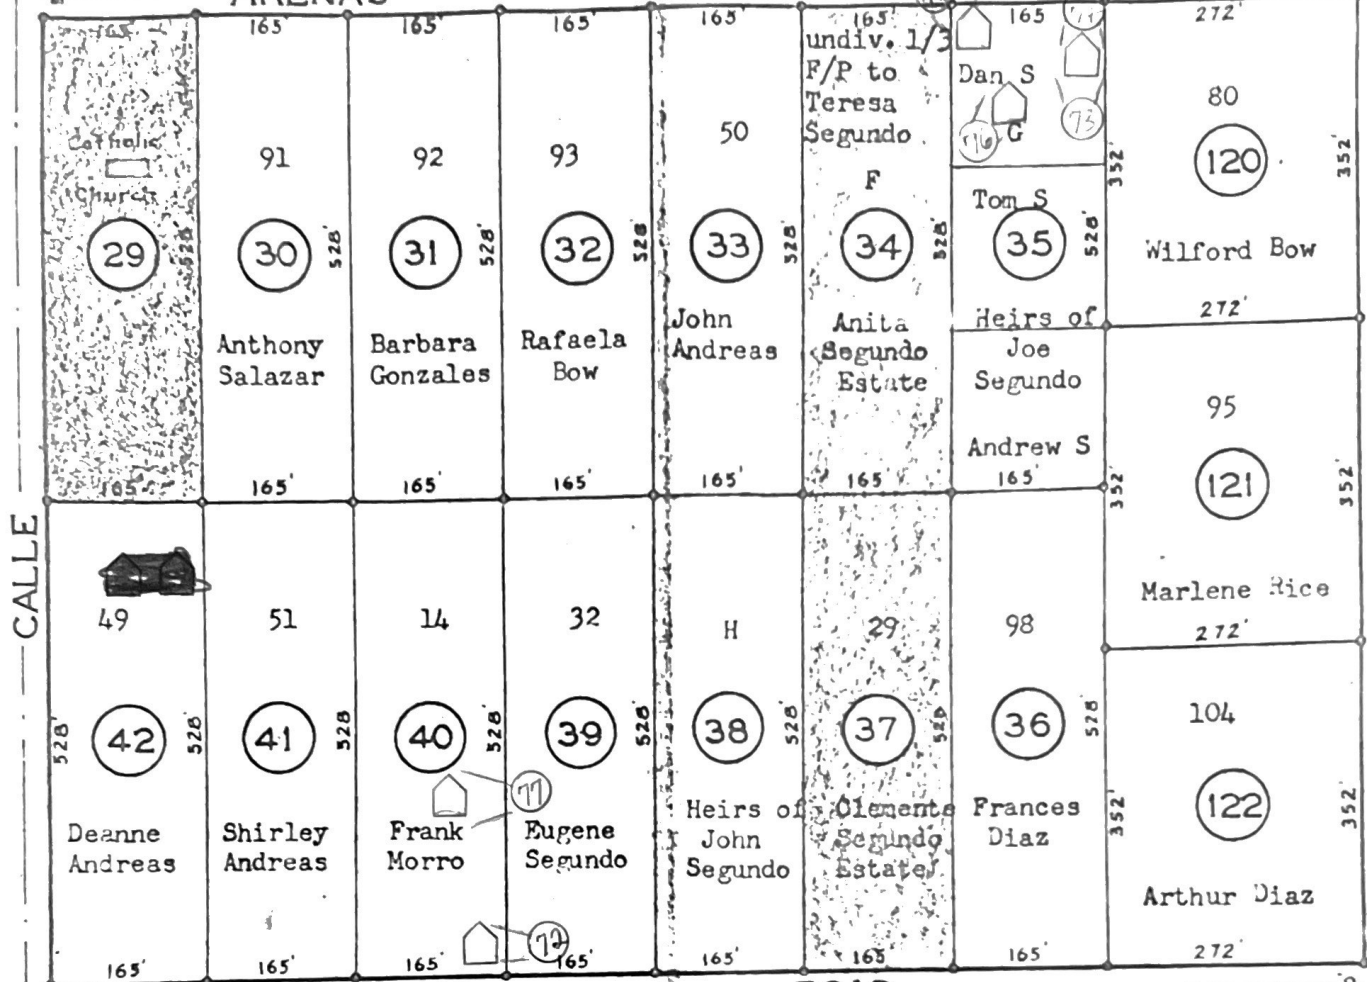 ARENAS
165'
165'
165'
165'
165'
165
272'
undiv. 1/3
F/P to
Teresa
Segundo
F
Dan S
G
76
73
Catholic
Church
91
92
93
50
80
29
30
31
32
33
34
35
120
528'
528'
528'
528'
528'
528'
528'
352'
352'
Tom S
Anthony
Salazar
Barbara
Gonzales
Rafaela
Bow
John
Andreas
Anita
Segundo
Estate
Heirs of
Joe
Segundo
Andrew S
Wilford Bow
272'
165'
165'
165'
165'
165'
165'
165'
95
121
352'
352'
Marlene Rice
272'
CALLE
49
51
14
32
H
29
98
104
42
41
40
39
38
37
36
122
528'
528'
528
528'
528'
528'
528
528
352'
352'
77
Deanne
Andreas
Shirley
Andreas
Frank
Morro
Eugene
Segundo
Heirs of
John
Segundo
Clemente
Segundo
Estate
Frances
Diaz
Arthur Diaz
72
165'
165'
165'
165'
165'
165'
165'
272'